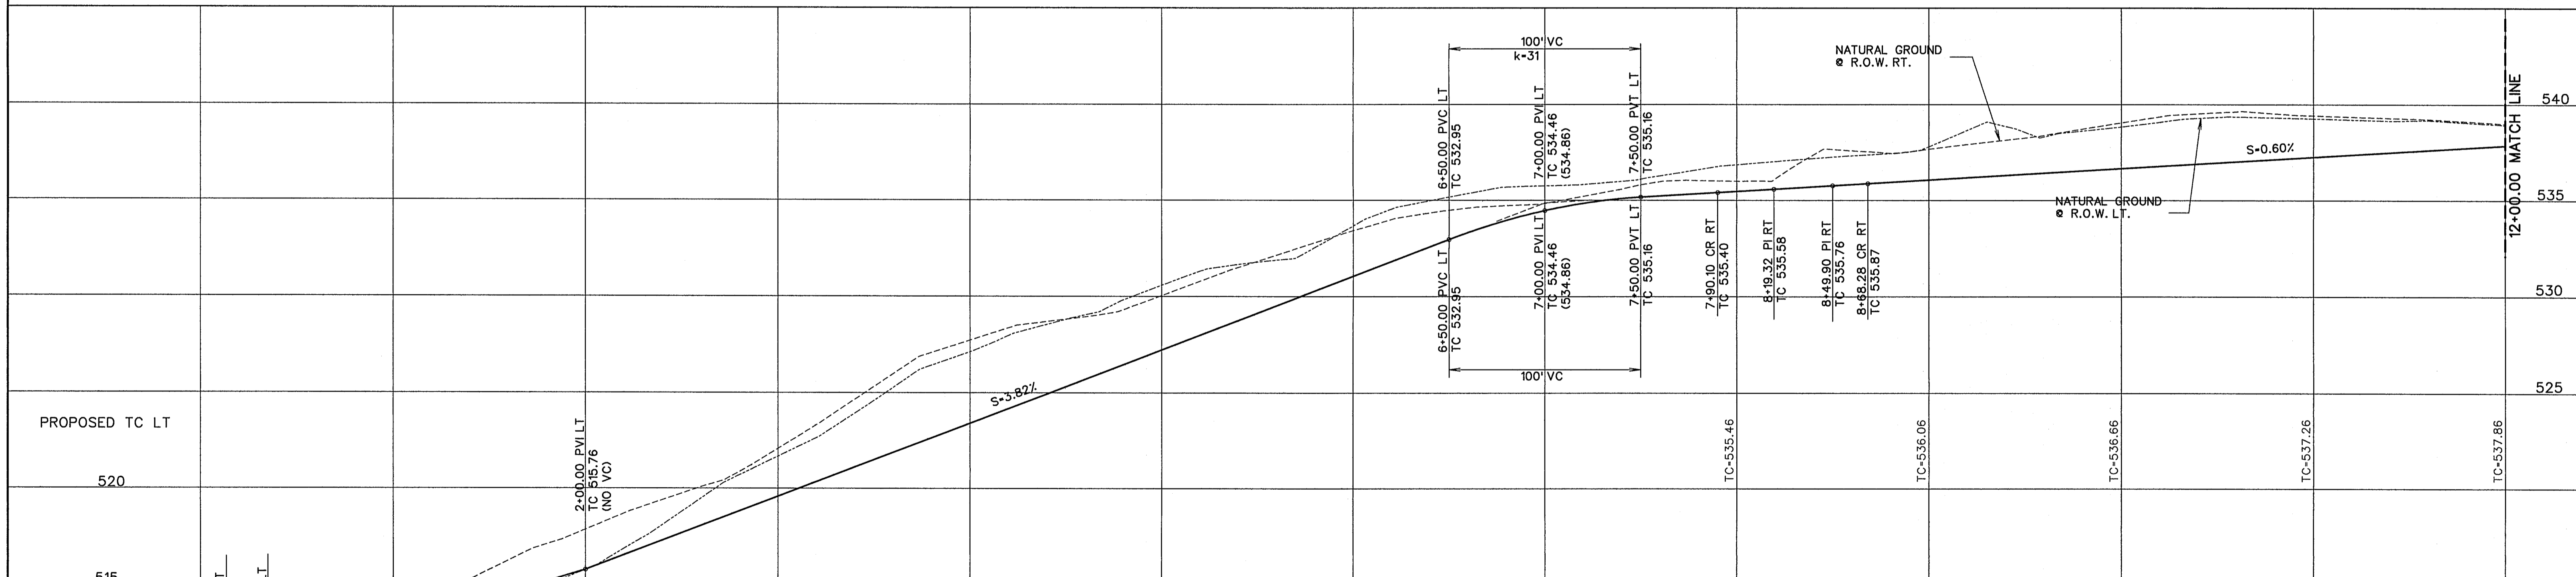 100' VC
k=31
NATURAL GROUND
@ R.O.W. RT.
6+50.00 PVC LT
TC 532.95
7+00.00 PVI LT
TC 534.46
(534.86)
7+50.00 PVT LT
TC 535.16
12+00.00 MATCH LINE
540
S=0.60%
NATURAL GROUND
@ R.O.W. LT.
535
6+50.00 PVC LT
TC 532.95
7+00.00 PVI LT
TC 534.46
(534.86)
7+50.00 PVT LT
TC 535.16
7+90.10 CR RT
TC 535.40
8+19.32 PI RT
TC 535.58
8+49.90 PI RT
TC 535.76
8+68.28 CR RT
TC 535.87
530
100' VC
S=3.82%
525
PROPOSED TC LT
2+00.00 PVI LT
TC 515.76
(NO VC)
TC=535.46
TC=536.06
TC=536.66
TC=537.26
TC=537.86
520
515